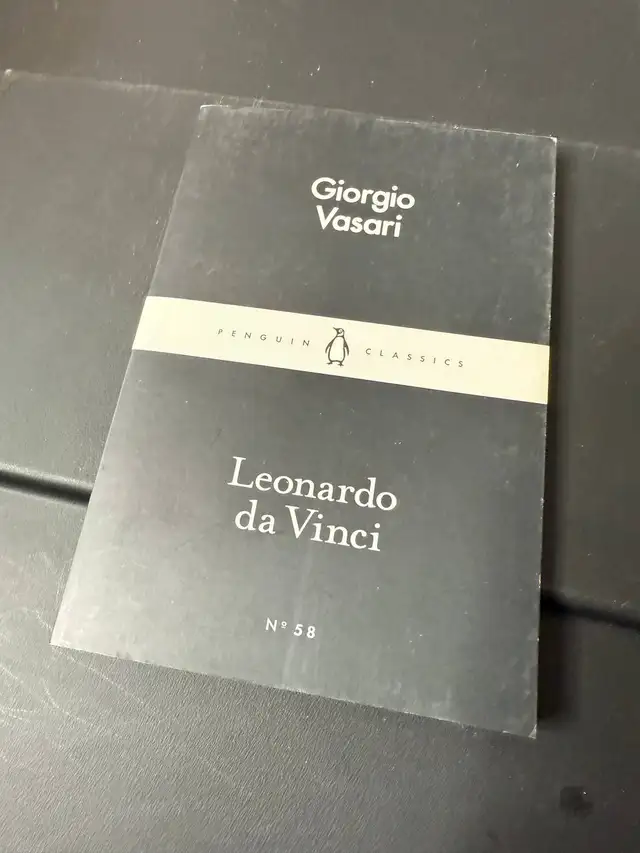 Giorgio
Vasari
PENGUIN CLASSICS
Leonardo
da Vinci
Nº 58